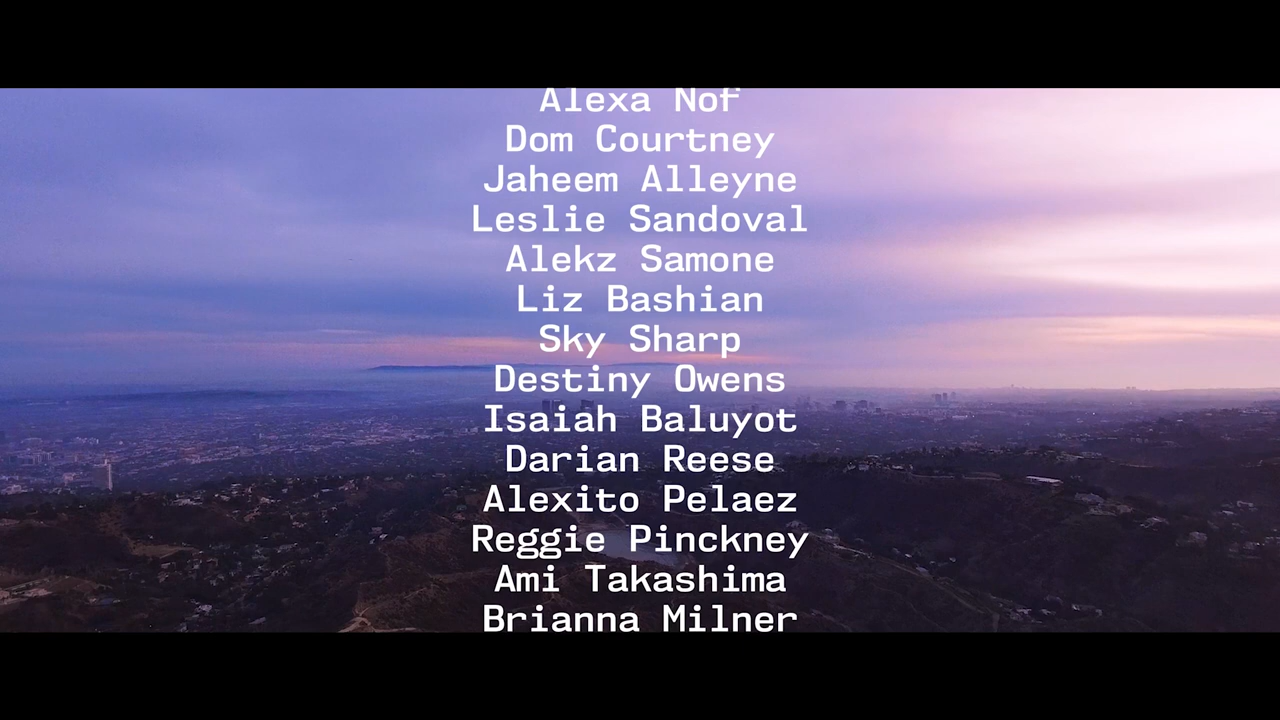 Alexa Nof
Dom Courtney
Jaheem Alleyne
Leslie Sandoval
Alekz Samone
Liz Bashian
Sky Sharp
Destiny Owens
Isaiah Baluyot
Darian Reese
Alexito Pelaez
Reggie Pinckney
Ami Takashima
Brianna Milner